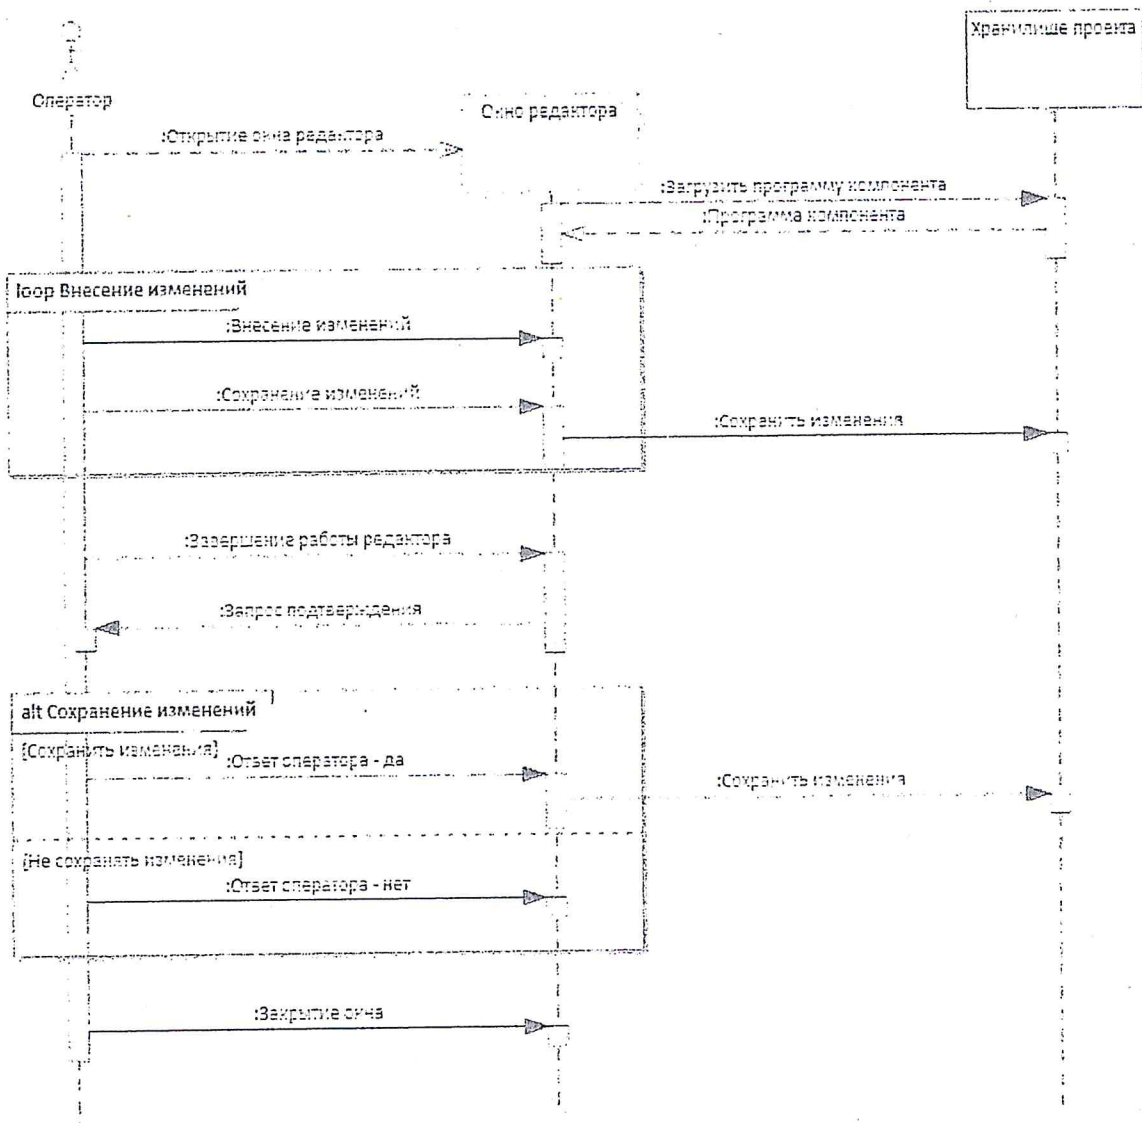 Хранилище проекта
Оператор
Окно редактора
:Открытие окна редактора
:Загрузить программу компонента
:Программа компонента
loop Внесение изменений
:Внесение изменений
:Сохранение изменений
:Сохранить изменения
:Завершение работы редактора
:Запрос подтверждения
alt Сохранение изменений
[Сохранить изменения]
:Ответ оператора - да
:Сохранить изменения
[Не сохранять изменения]
:Ответ оператора - нет
:Закрытие окна